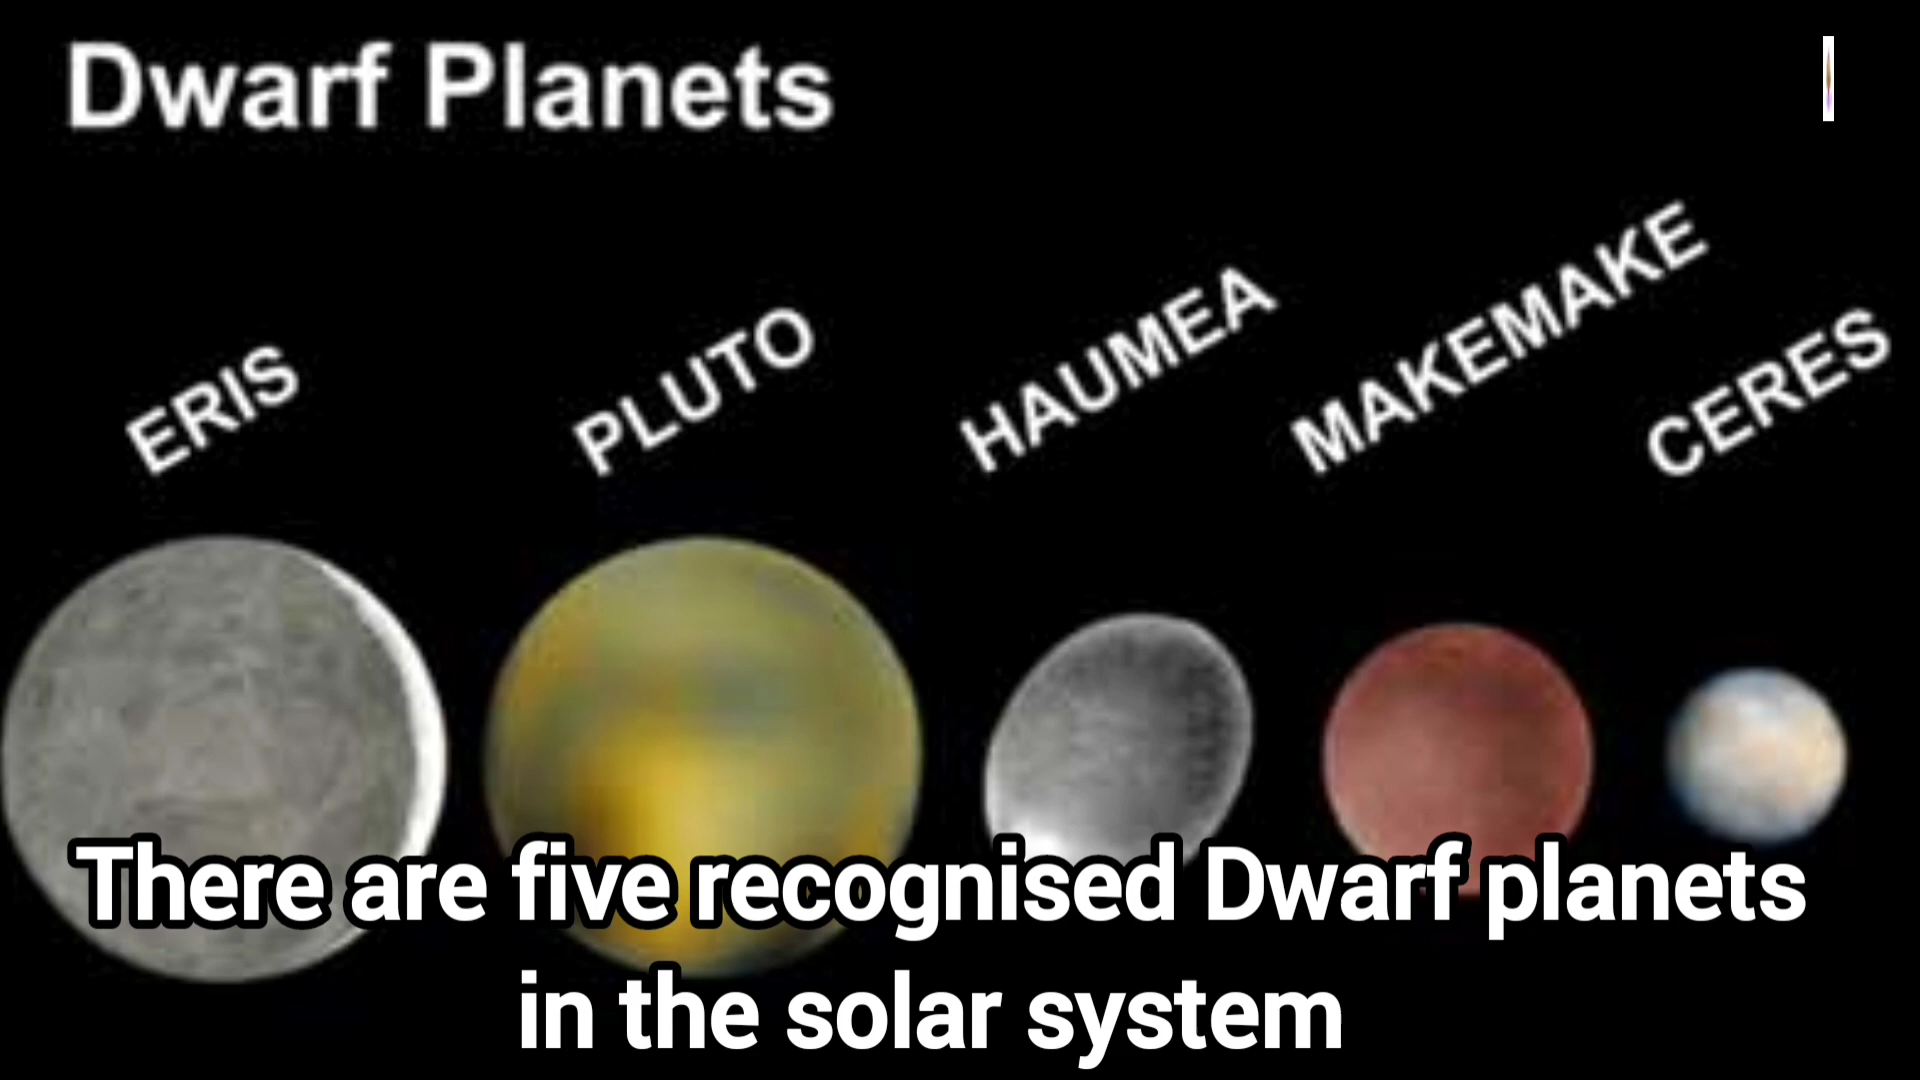 Dwarf Planets
ERIS
PLUTO
HAUMEA
MAKEMAKE
CERES
There are five recognised Dwarf planets
in the solar system